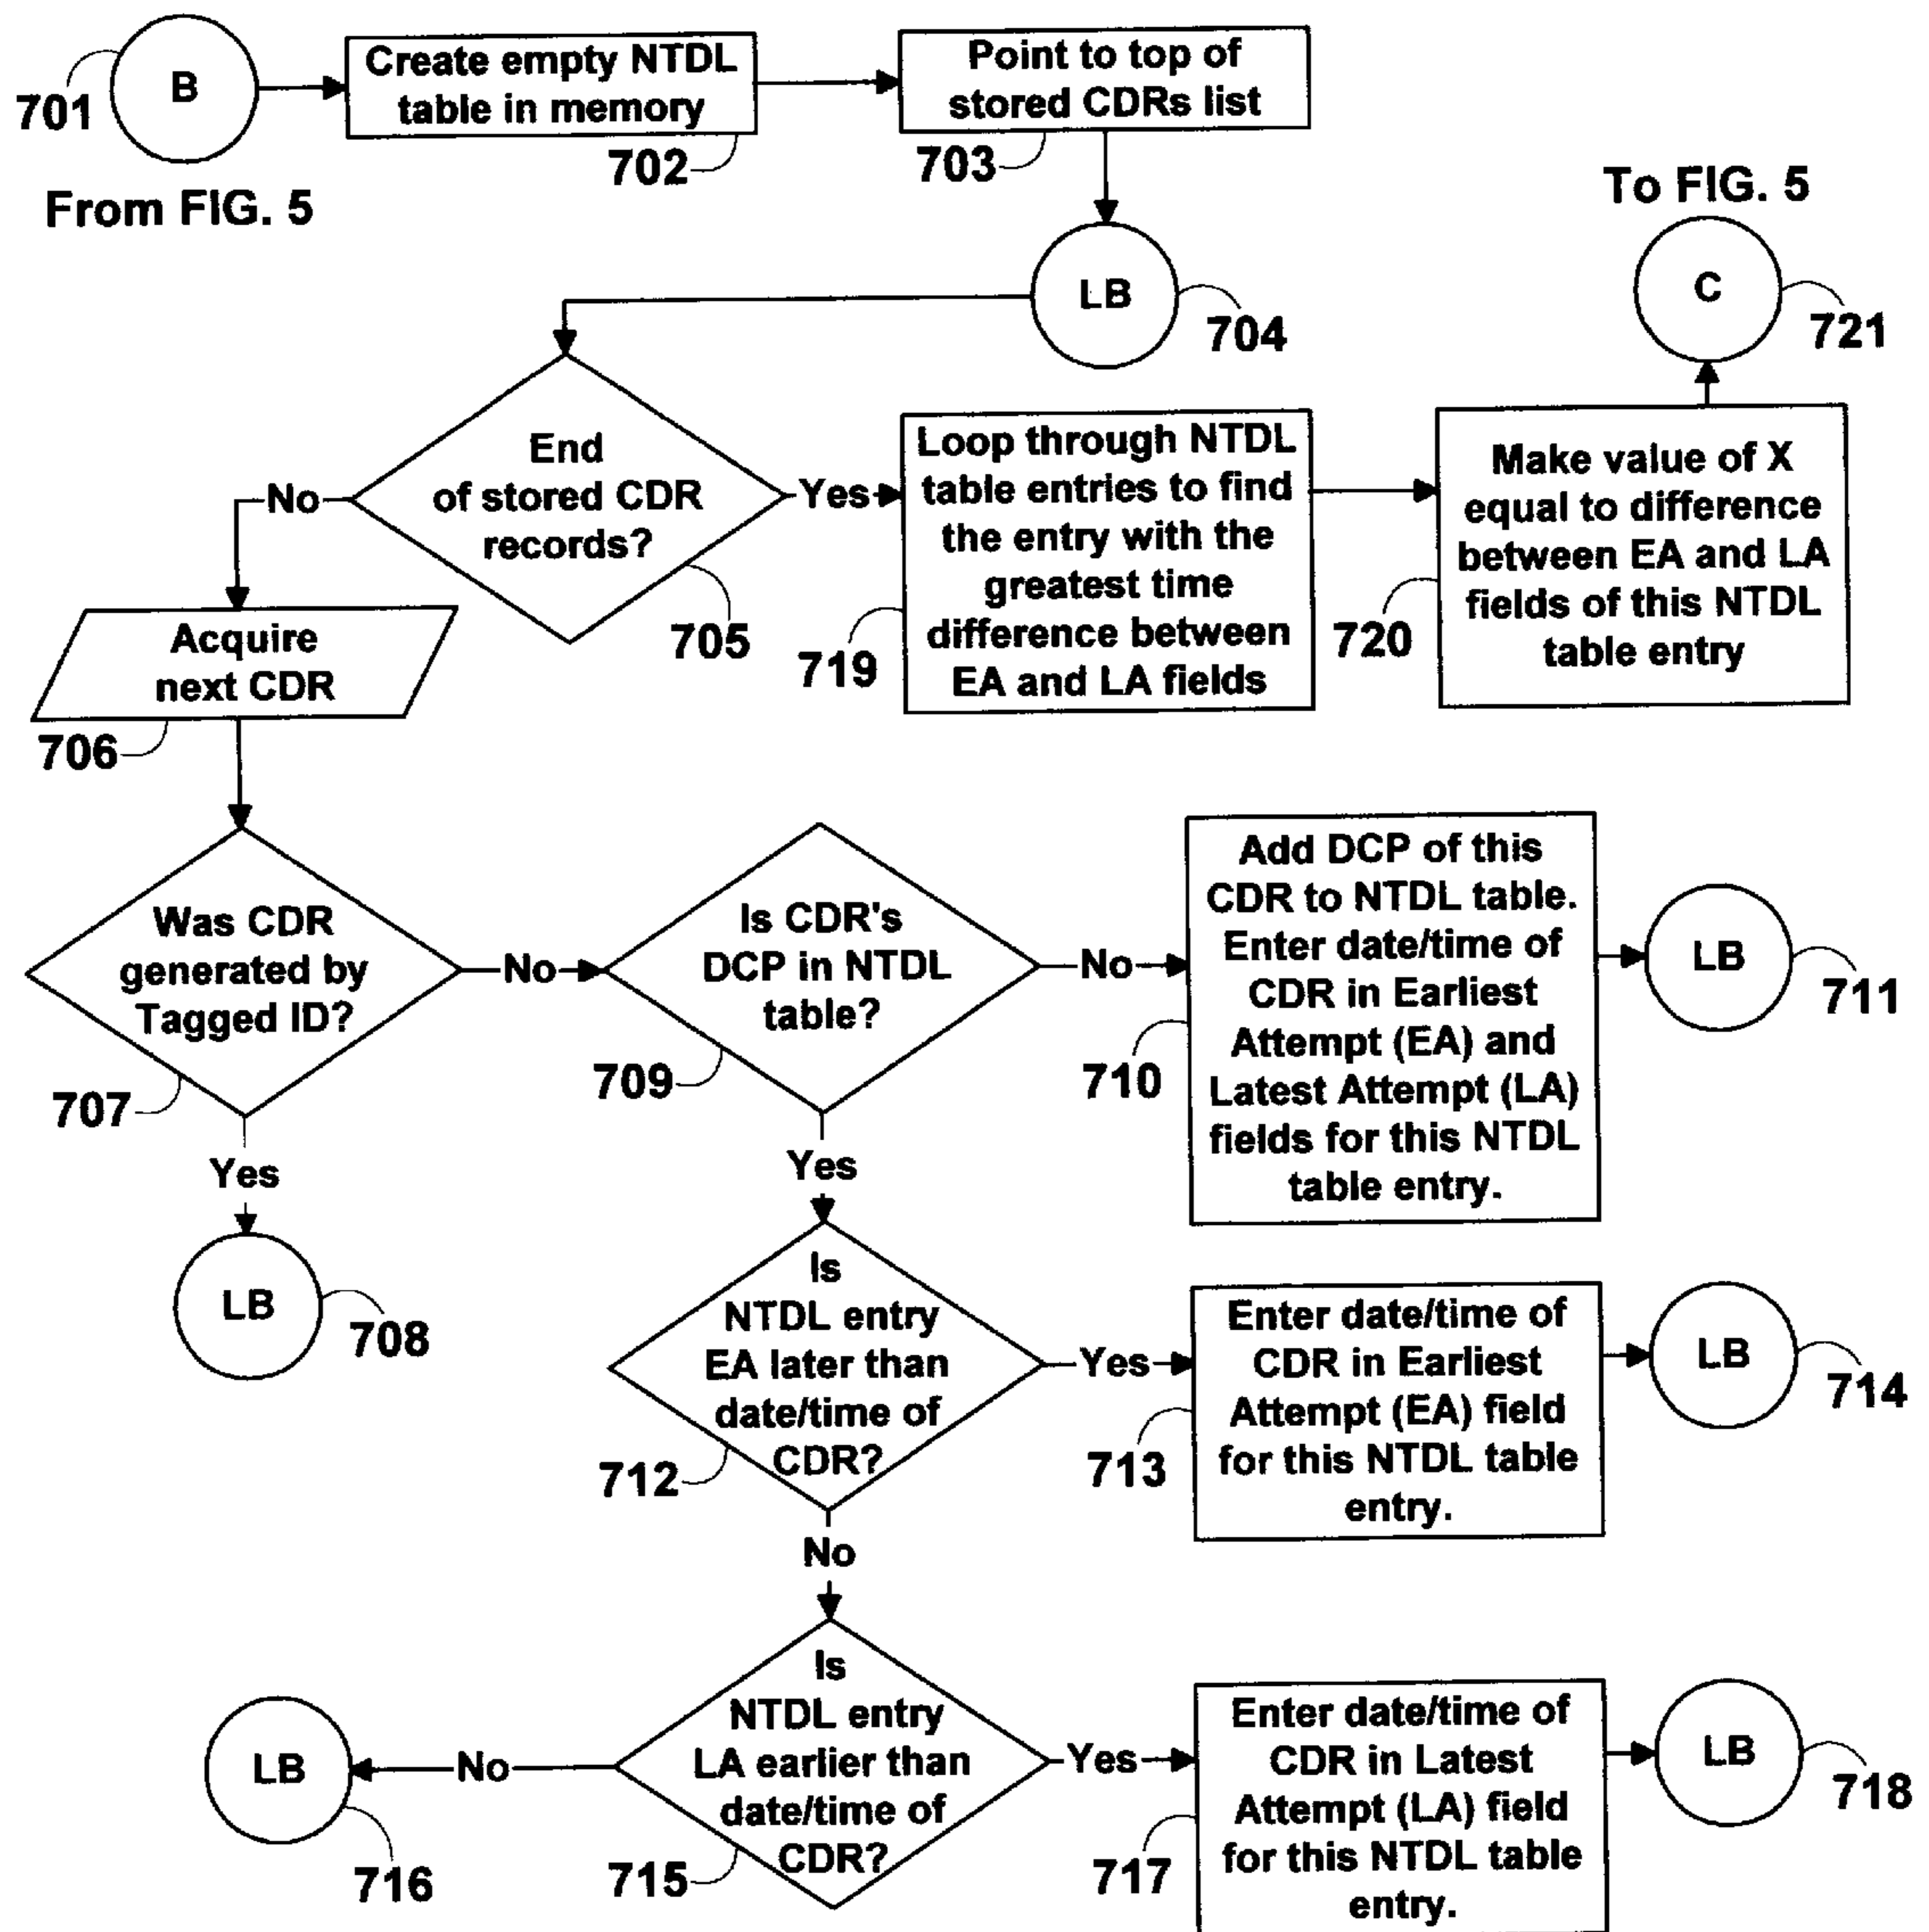 B
701
Create empty NTDL
table in memory
702
Point to top of
stored CDRs list
703
From FIG. 5
To FIG. 5
LB
704
C
721
End
of stored CDR
records?
705
No
Yes
Loop through NTDL
table entries to find
the entry with the
greatest time
difference between
EA and LA fields
719
Make value of X
equal to difference
between EA and LA
fields of this NTDL
table entry
720
Acquire
next CDR
706
Was CDR
generated by
Tagged ID?
707
No
Yes
LB
708
Is CDR's
DCP in NTDL
table?
709
No
Yes
Add DCP of this
CDR to NTDL table.
Enter date/time of
CDR in Earliest
Attempt (EA) and
Latest Attempt (LA)
fields for this NTDL
table entry.
710
LB
711
Is
NTDL entry
EA later than
date/time of
CDR?
712
Yes
No
Enter date/time of
CDR in Earliest
Attempt (EA) field
for this NTDL table
entry.
713
LB
714
Is
NTDL entry
LA earlier than
date/time of
CDR?
715
No
LB
716
Yes
Enter date/time of
CDR in Latest
Attempt (LA) field
for this NTDL table
entry.
717
LB
718